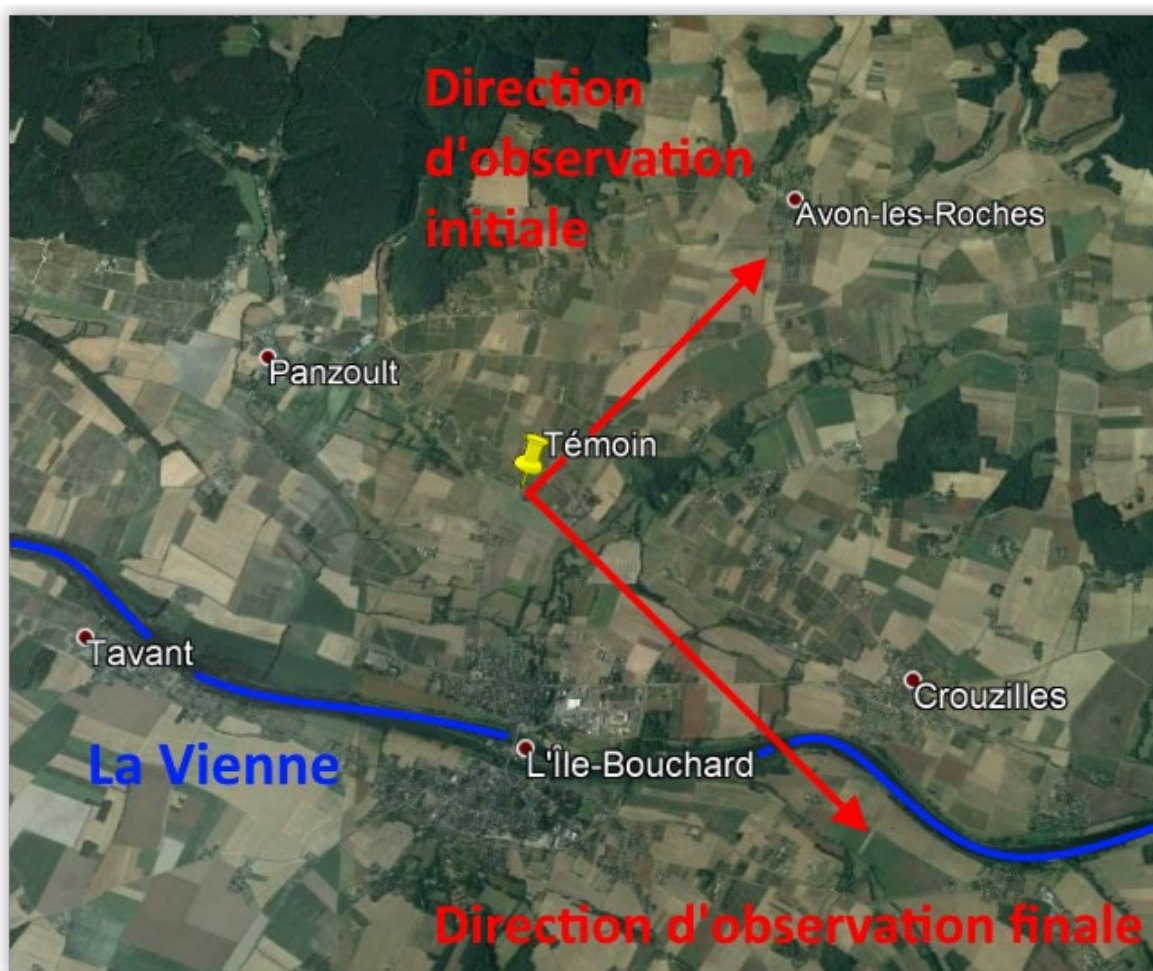 Direction
d'observation
initiale
Avon-les-Roches
Panzoult
Témoin
Tavant
Crouzilles
La Vienne
L'Île-Bouchard
Direction d'observation finale